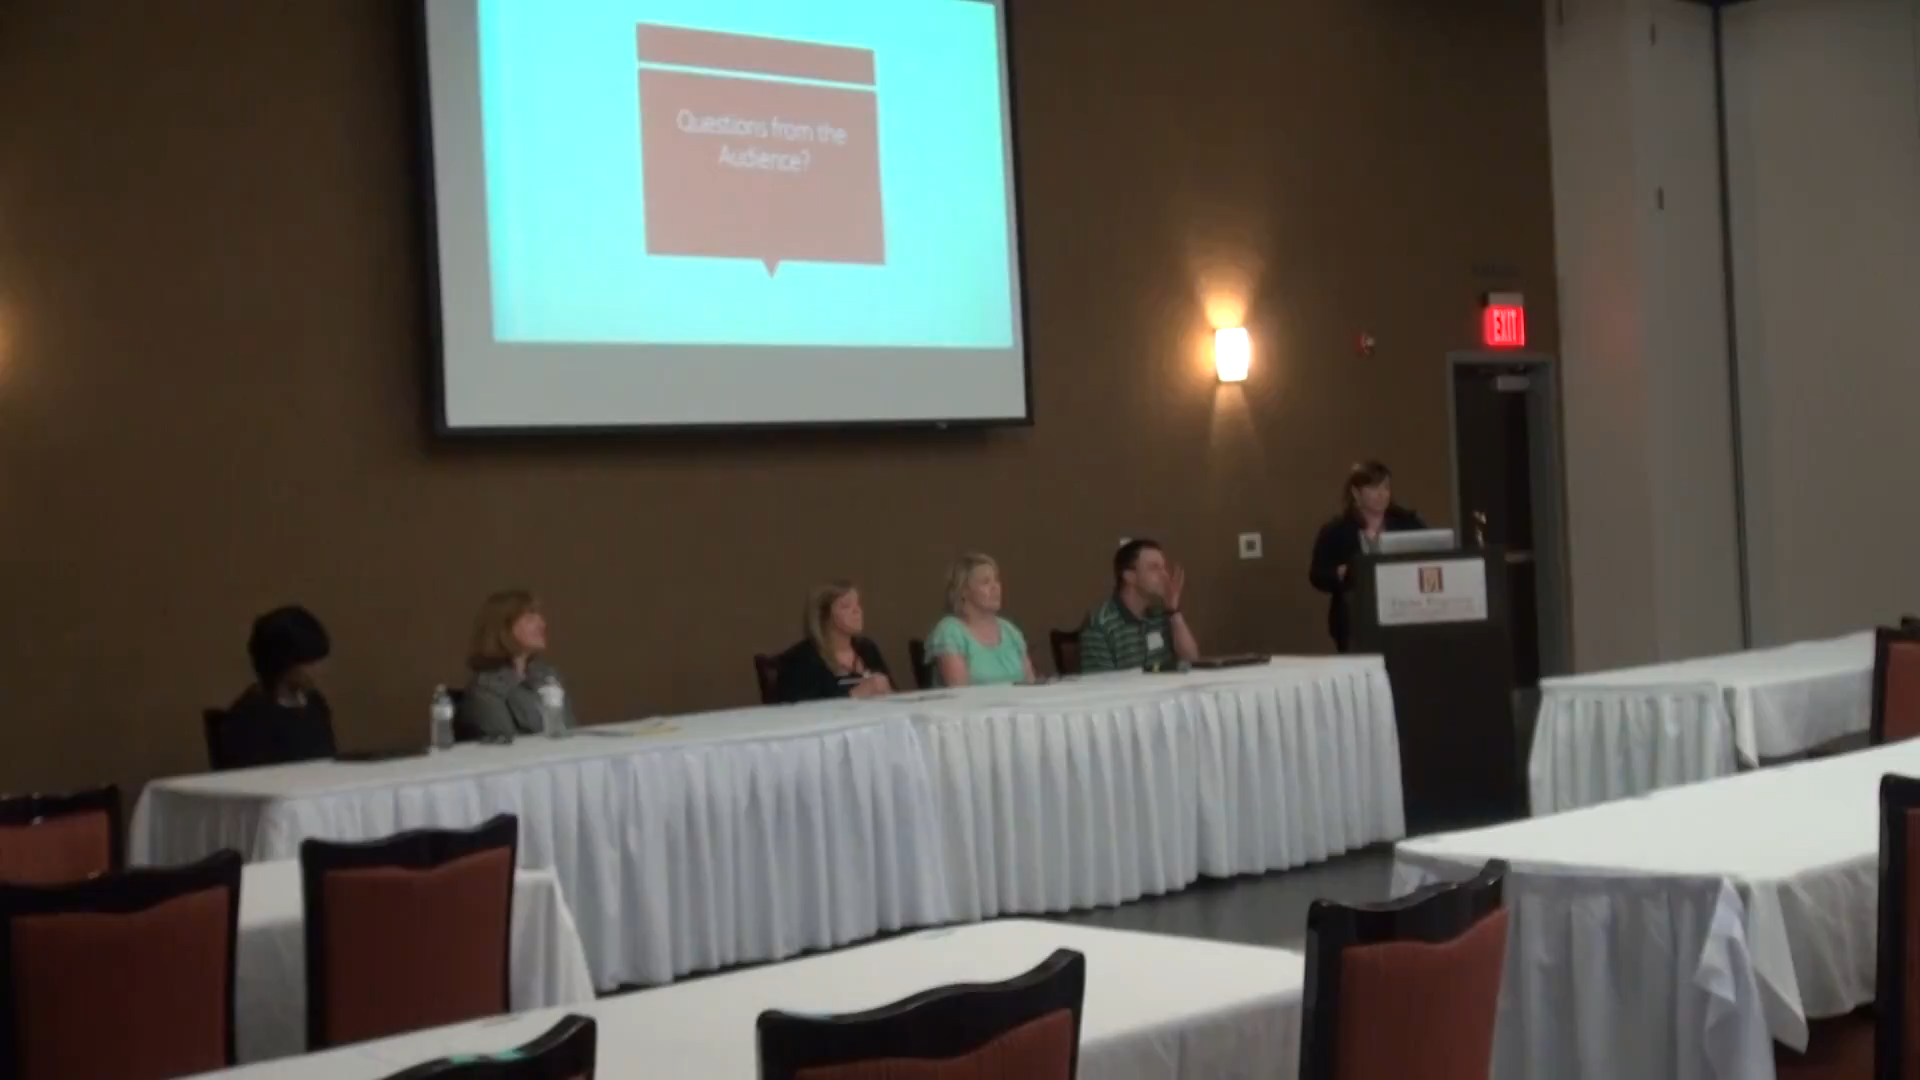 Questions from the
Audience?
EXIT